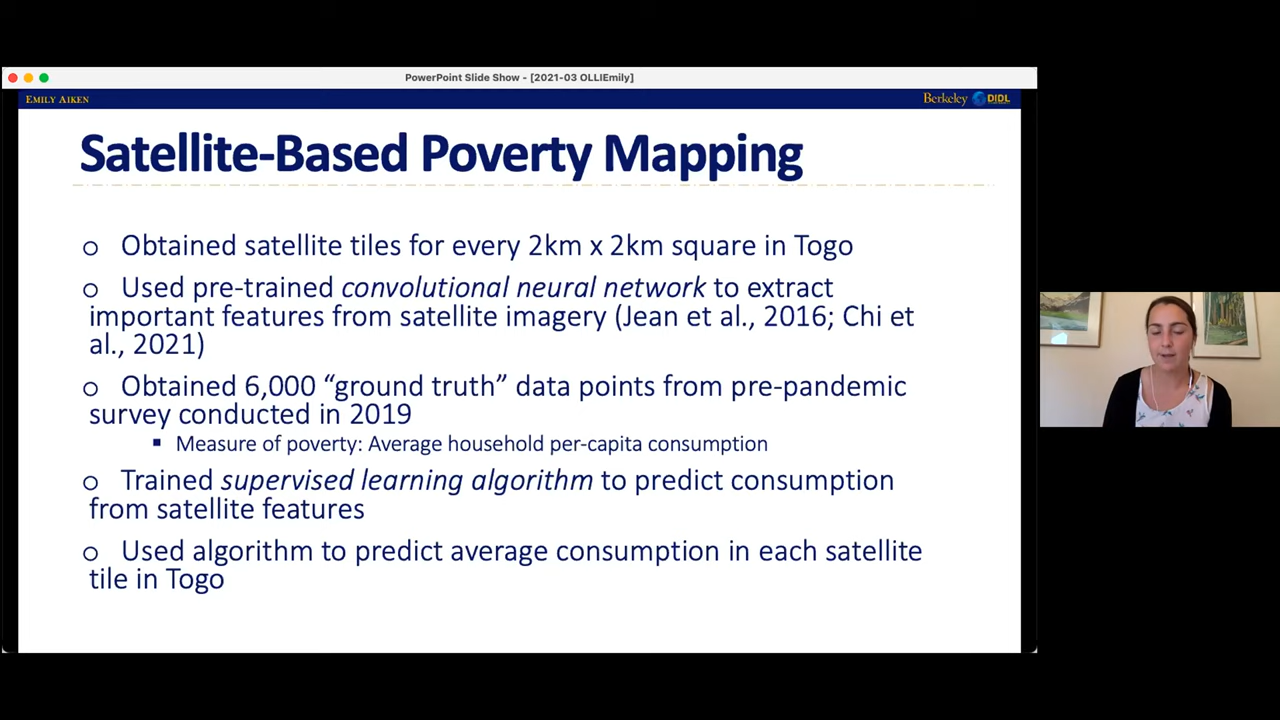 PowerPoint Slide Show - [2021-03 OLLIEmily]
EMILY AIKEN
Berkeley DIDL
Satellite-Based Poverty Mapping
o Obtained satellite tiles for every 2km x 2km square in Togo
o Used pre-trained convolutional neural network to extract
important features from satellite imagery (Jean et al., 2016; Chi et
al., 2021)
o Obtained 6,000 “ground truth” data points from pre-pandemic
survey conducted in 2019
▪ Measure of poverty: Average household per-capita consumption
o Trained supervised learning algorithm to predict consumption
from satellite features
o Used algorithm to predict average consumption in each satellite
tile in Togo